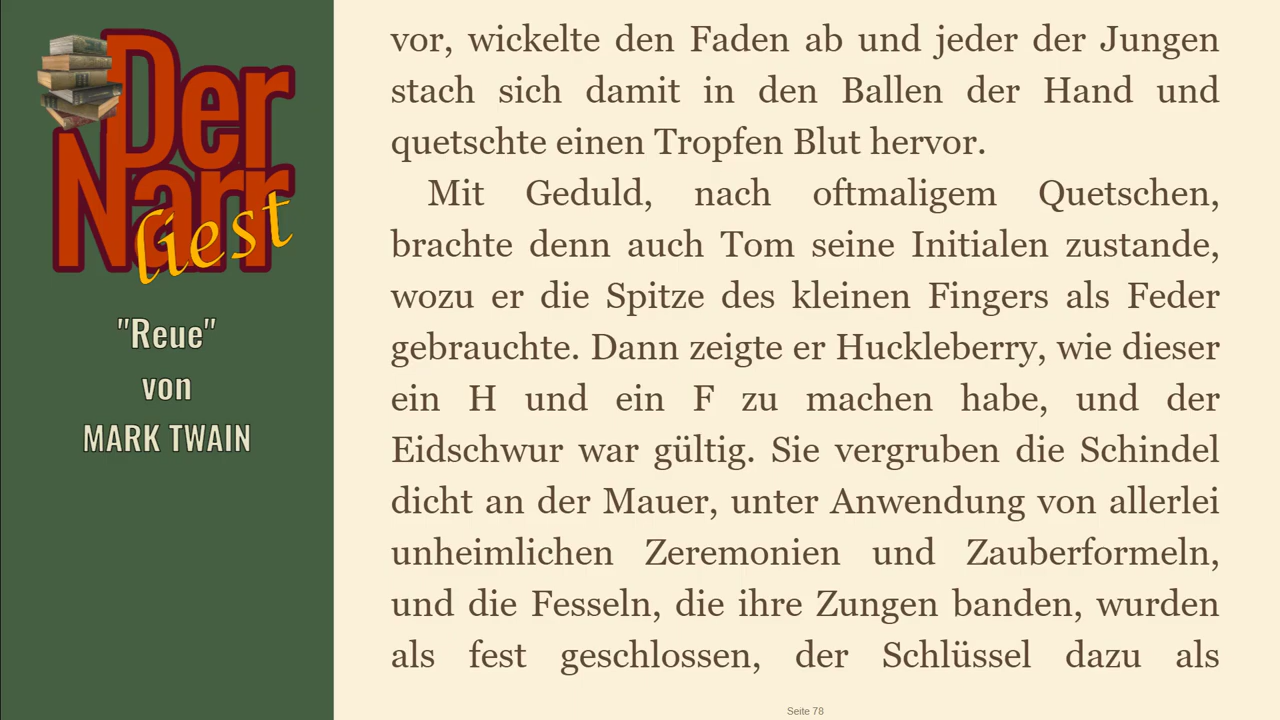 Der
Narr
liest
"Reue"
von
MARK TWAIN
vor, wickelte den Faden ab und jeder der Jungen
stach sich damit in den Ballen der Hand und
quetschte einen Tropfen Blut hervor.
Mit Geduld, nach oftmaligem Quetschen,
brachte denn auch Tom seine Initialen zustande,
wozu er die Spitze des kleinen Fingers als Feder
gebrauchte. Dann zeigte er Huckleberry, wie dieser
ein H und ein F zu machen habe, und der
Eidschwur war gültig. Sie vergruben die Schindel
dicht an der Mauer, unter Anwendung von allerlei
unheimlichen Zeremonien und Zauberformeln,
und die Fesseln, die ihre Zungen banden, wurden
als fest geschlossen, der Schlüssel dazu als
Seite 78